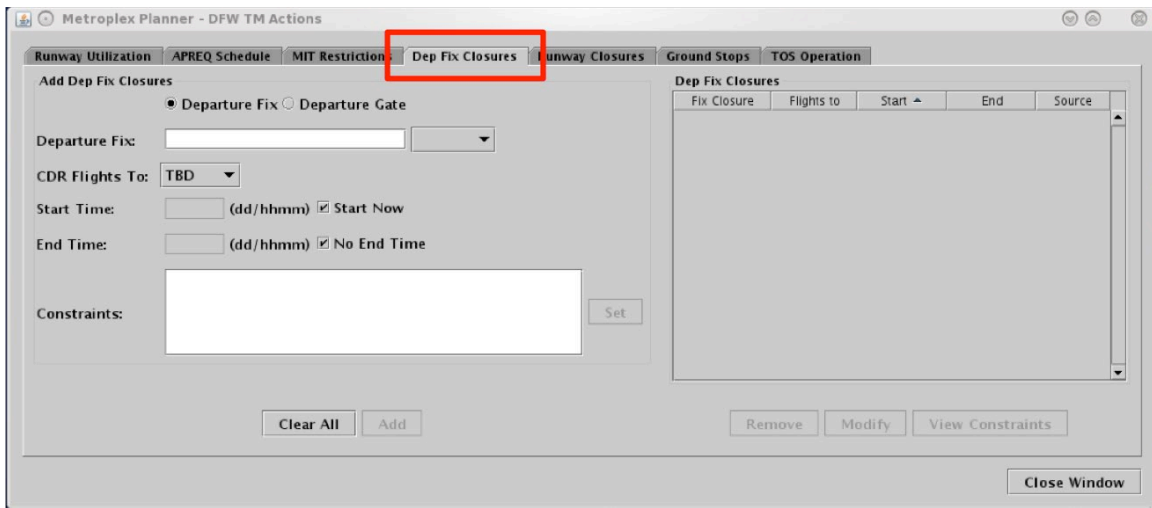 Metroplex Planner - DFW TM Actions
Runway Utilization APREQ Schedule MIT Restrictions Dep Fix Closures Runway Closures Ground Stops TOS Operation
Add Dep Fix Closures
Departure Fix Departure Gate
Departure Fix:
CDR Flights To: TBD
Start Time: (dd/hhmm) Start Now
End Time: (dd/hhmm) No End Time
Constraints: Set
Clear All Add
Dep Fix Closures
Fix Closure Flights to Start End Source
Remove Modify View Constraints
Close Window